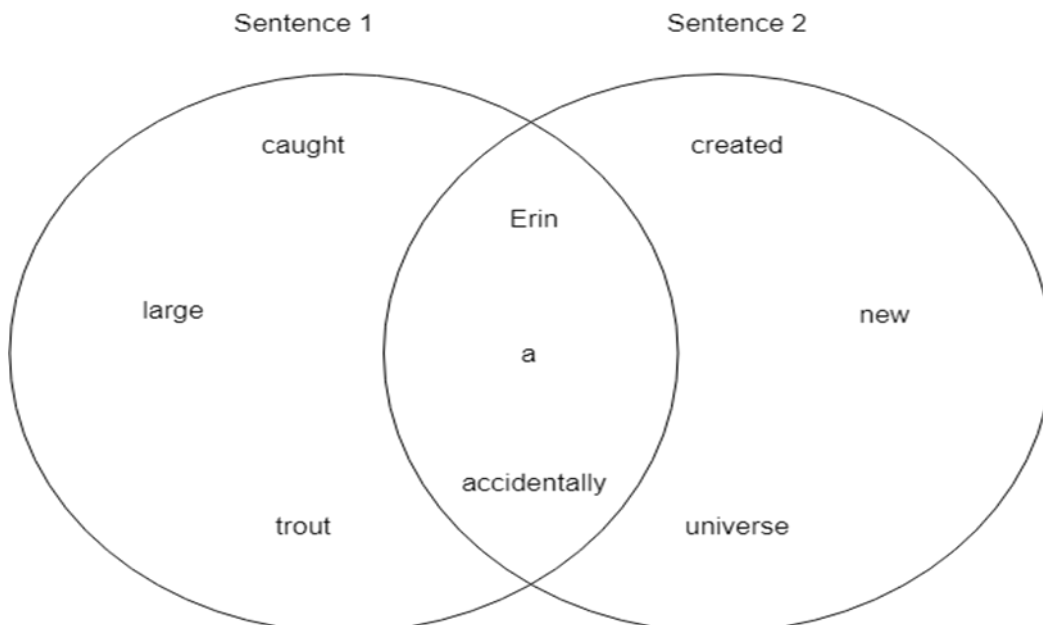 Sentence 1
Sentence 2
caught
created
Erin
large
new
a
accidentally
trout
universe